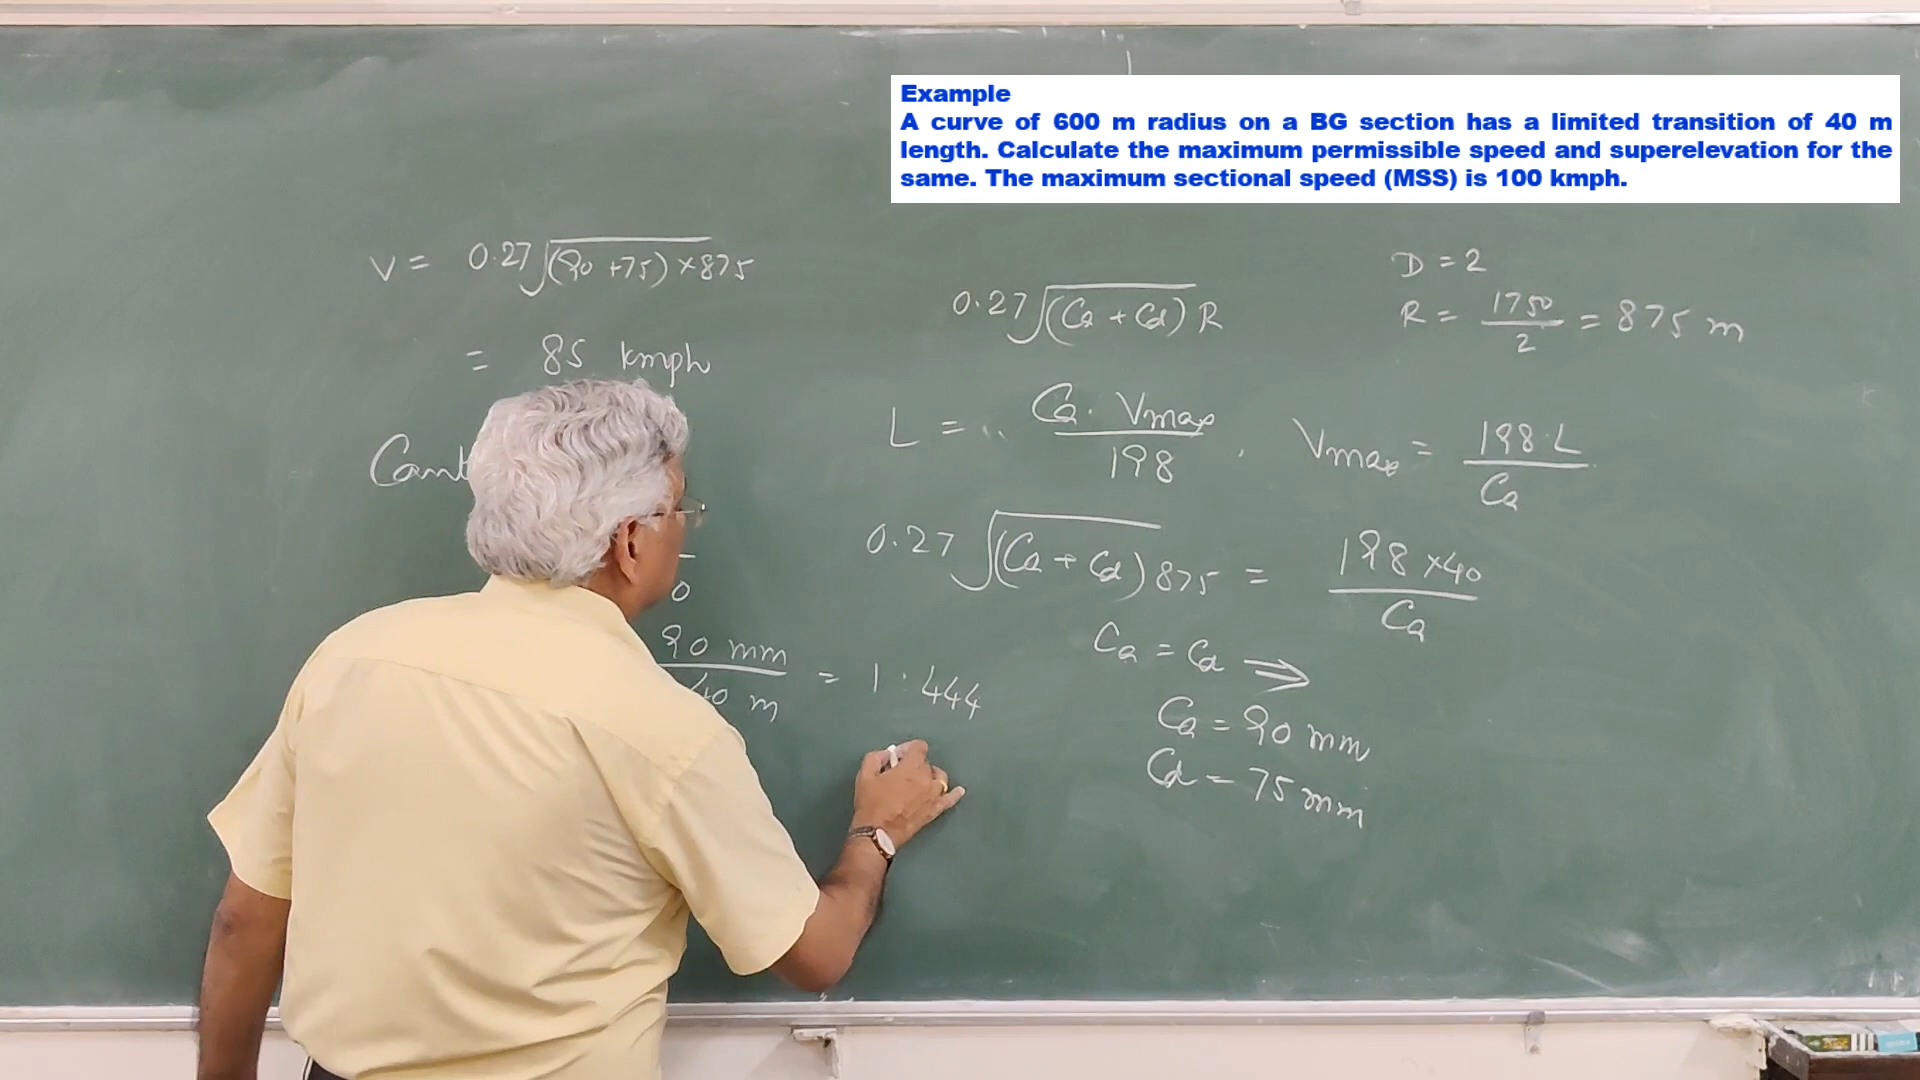 Example
A curve of 600 m radius on a BG section has a limited transition of 40 m
length. Calculate the maximum permissible speed and superelevation for the
same. The maximum sectional speed (MSS) is 100 kmph.
V = 0.27√(90 + 75) × 875
= 85 kmph
Cant
0
90 mm / 40 m = 1 : 444
0.27√(Ca + Cd) R
L = Ca. Vmax / 198 , Vmax = 198.L / Ca
0.27√(Ca + Cd) 875 = 198 × 40 / Ca
Ca = Cd ⇒
Ca = 90 mm
Cd = 75 mm
D = 2
R = 1750 / 2 = 875 m